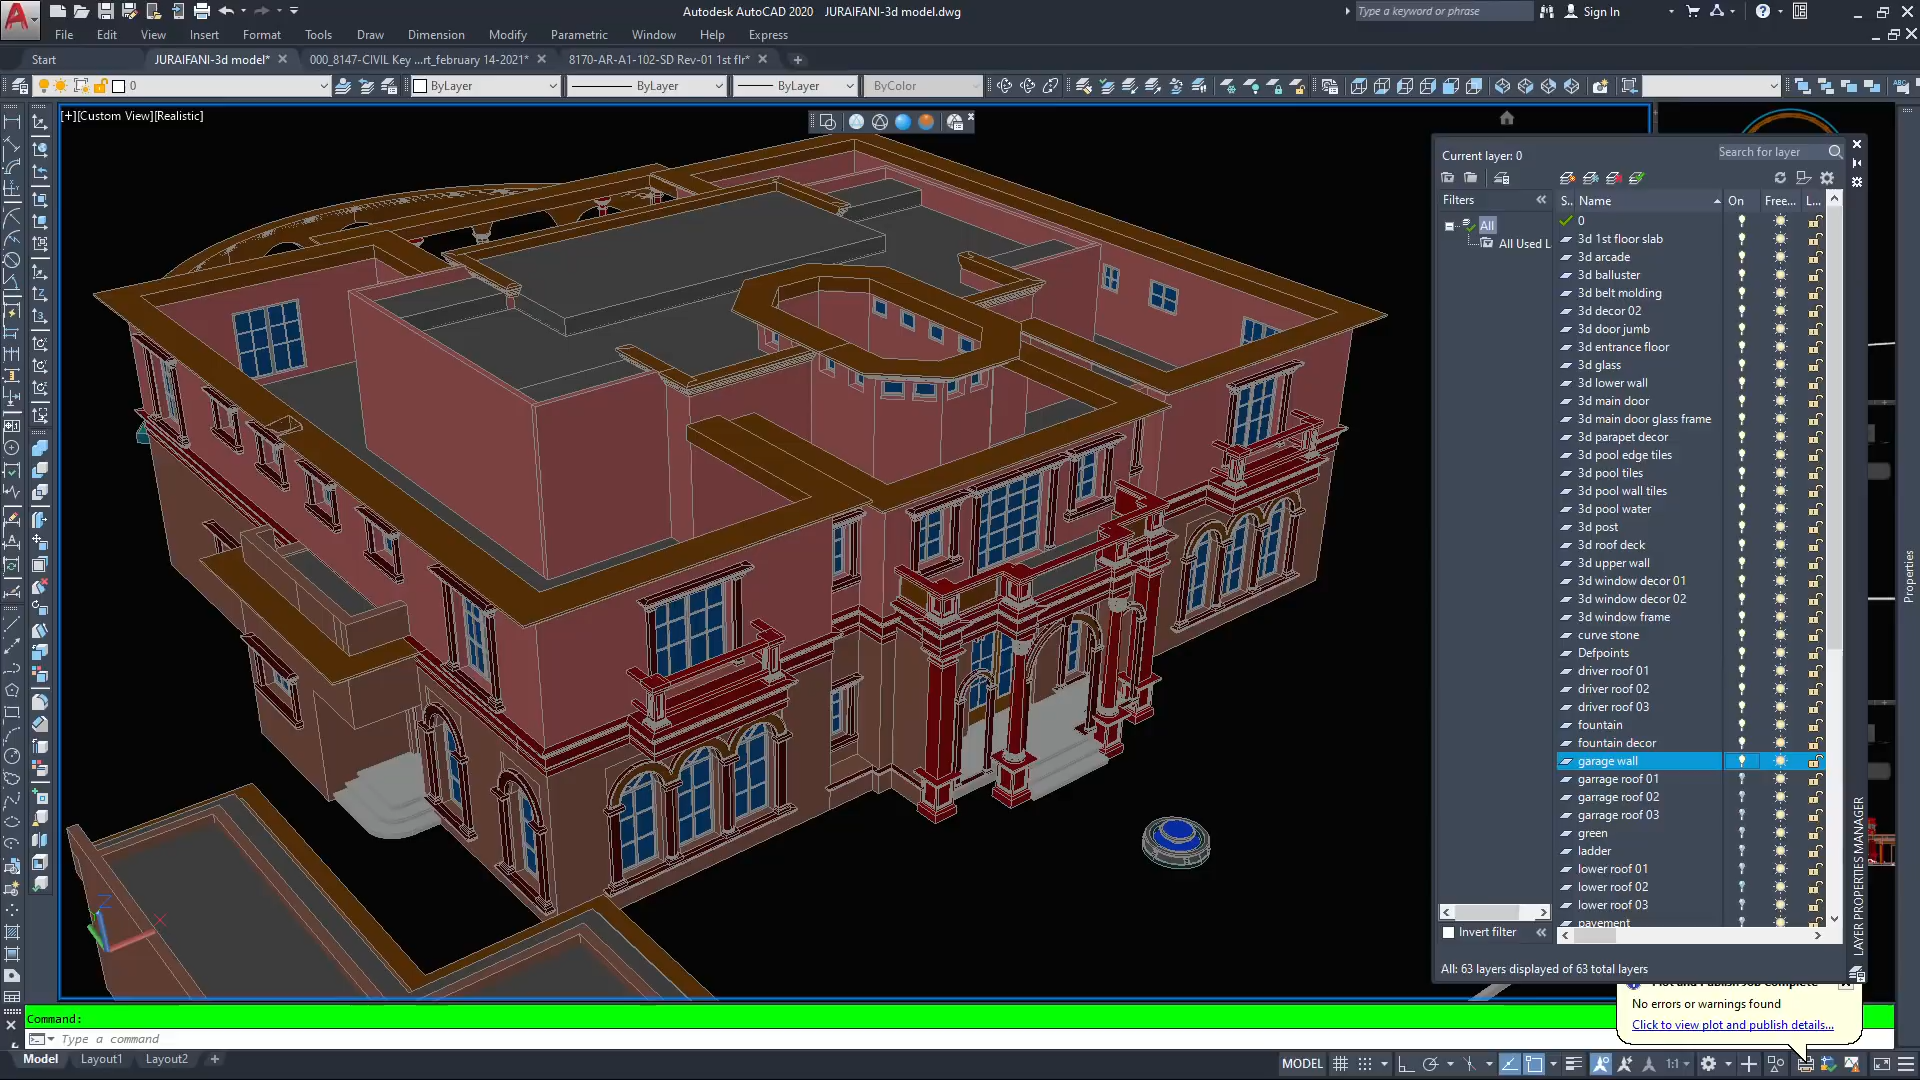 Autodesk AutoCAD 2020 JURAIFANI-3d model.dwg
Type a keyword or phrase
Sign In
File Edit View Insert Format Tools Draw Dimension Modify Parametric Window Help Express
Start JURAIFANI-3d model* 000_8147-CIVIL Key ...rt_february 14-2021* 8170-AR-A1-102-SD Rev-01 1st flr*
0 ByLayer ByLayer ByLayer ByColor
[+][Custom View][Realistic]
Current layer: 0
Search for layer
Filters
All
All Used L
S.. Name On Free... L...
0
3d 1st floor slab
3d arcade
3d balluster
3d belt molding
3d decor 02
3d door jumb
3d entrance floor
3d glass
3d lower wall
3d main door
3d main door glass frame
3d parapet decor
3d pool edge tiles
3d pool tiles
3d pool wall tiles
3d pool water
3d post
3d roof deck
3d upper wall
3d window decor 01
3d window decor 02
3d window frame
curve stone
Defpoints
driver roof 01
driver roof 02
driver roof 03
fountain
fountain decor
garage wall
garrage roof 01
garrage roof 02
garrage roof 03
green
ladder
lower roof 01
lower roof 02
lower roof 03
pavement
Invert filter
All: 63 layers displayed of 63 total layers
LAYER PROPERTIES MANAGER
Properties
Z
X
Plot and Publish Job Complete
No errors or warnings found
Click to view plot and publish details...
Command:
Type a command
Model Layout1 Layout2 +
MODEL
1:1